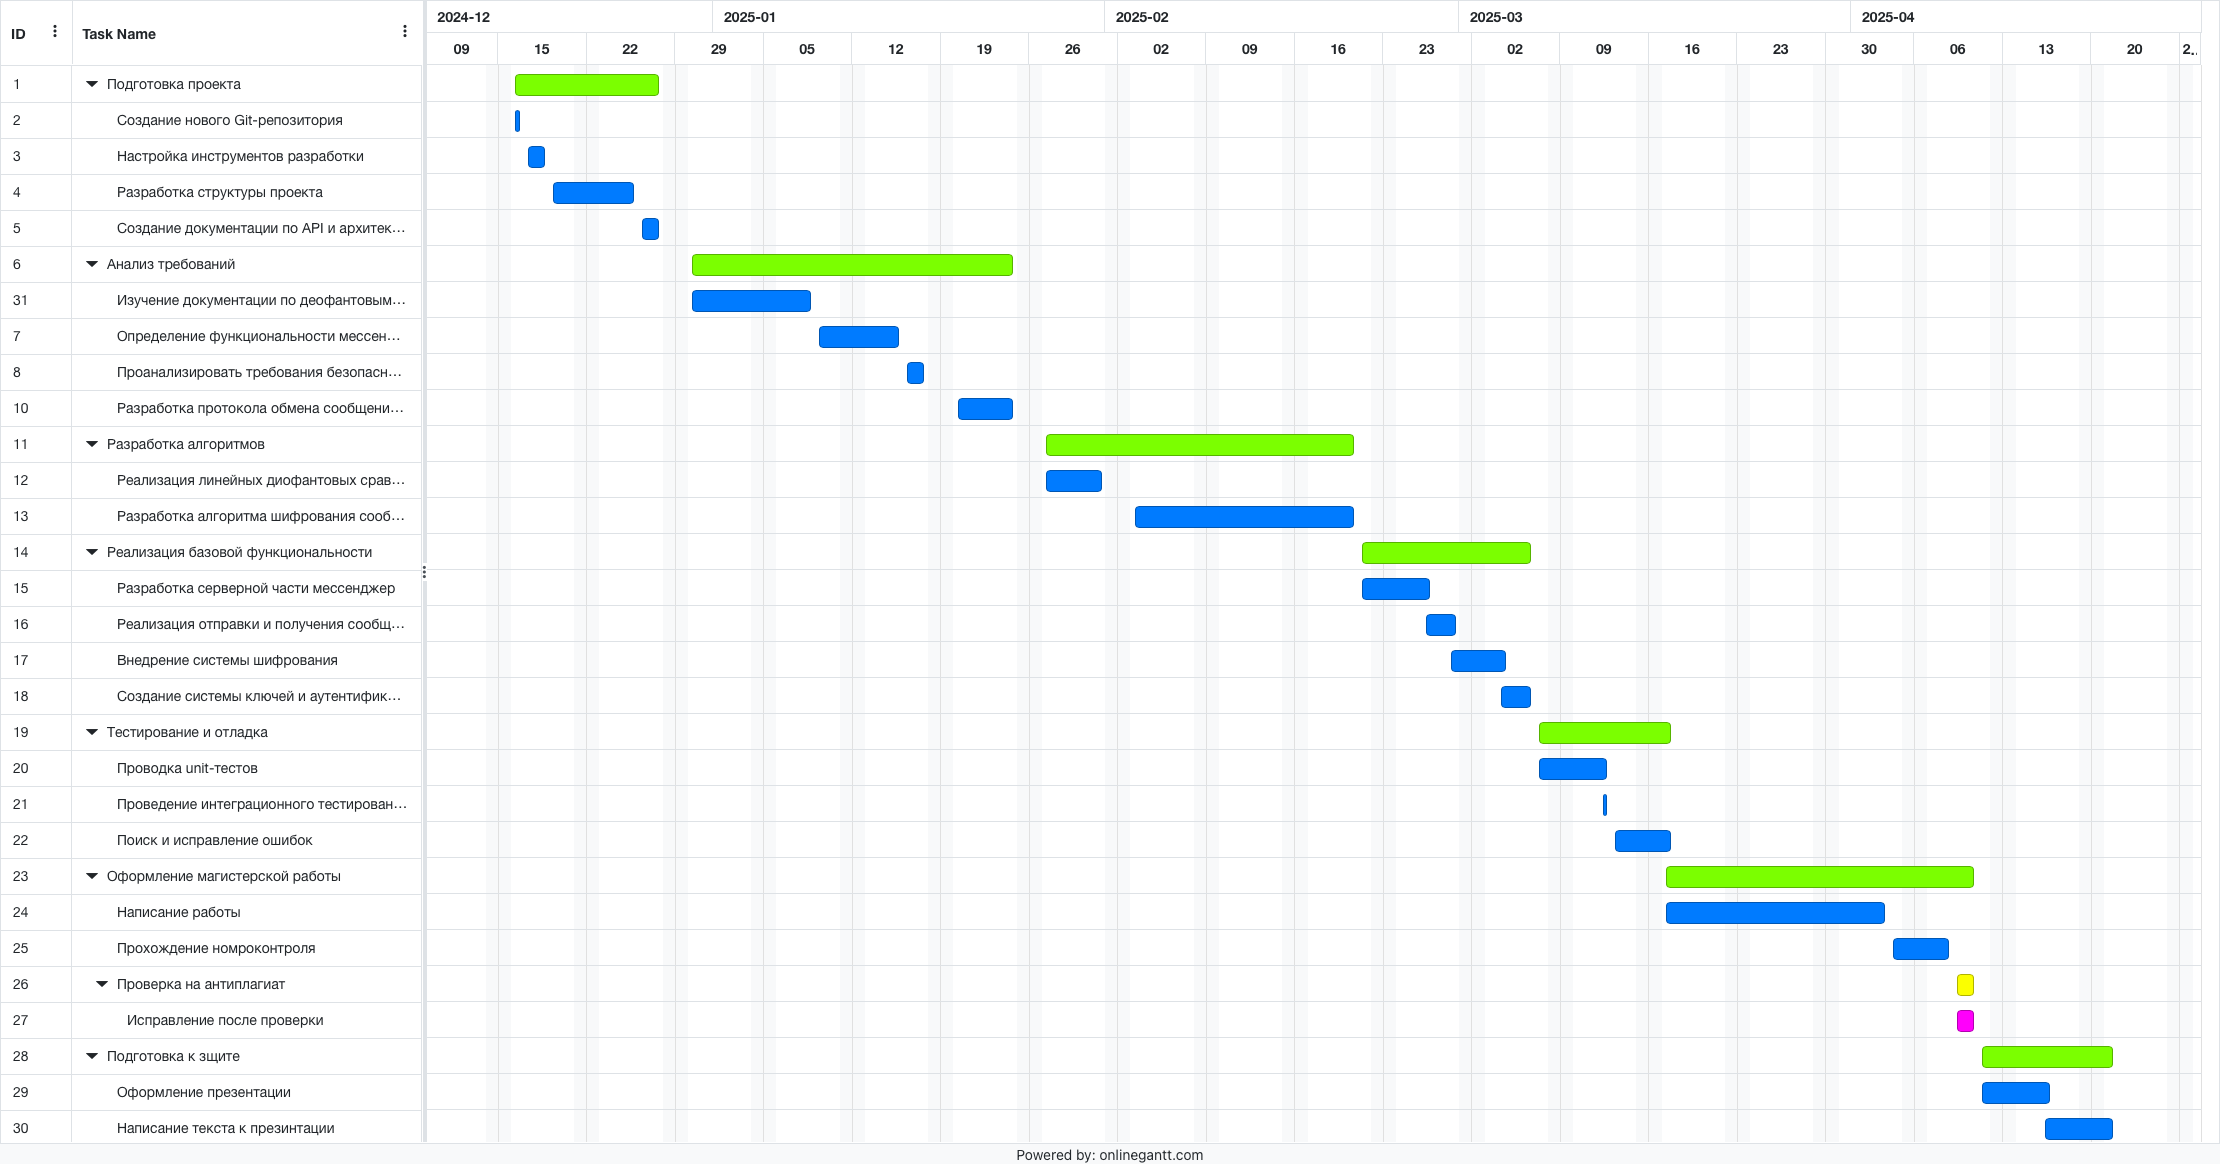 ID Task Name 2024-12 2025-01 2025-02 2025-03 2025-04
09 15 22 29 05 12 19 26 02 09 16 23 02 09 16 23 30 06 13 20 2..
1 Подготовка проекта
2 Создание нового Git-репозитория
3 Настройка инструментов разработки
4 Разработка структуры проекта
5 Создание документации по API и архитек...
6 Анализ требований
31 Изучение документации по деофантовым...
7 Определение функциональности мессен...
8 Проанализировать требования безопасн...
10 Разработка протокола обмена сообщени...
11 Разработка алгоритмов
12 Реализация линейных диофантовых срав...
13 Разработка алгоритма шифрования сооб...
14 Реализация базовой функциональности
15 Разработка серверной части мессенджер
16 Реализация отправки и получения сообщ...
17 Внедрение системы шифрования
18 Создание системы ключей и аутентифик...
19 Тестирование и отладка
20 Проводка unit-тестов
21 Проведение интеграционного тестирован...
22 Поиск и исправление ошибок
23 Оформление магистерской работы
24 Написание работы
25 Прохождение номроконтроля
26 Проверка на антиплагиат
27 Исправление после проверки
28 Подготовка к зщите
29 Оформление презентации
30 Написание текста к презинтации
Powered by: onlinegantt.com